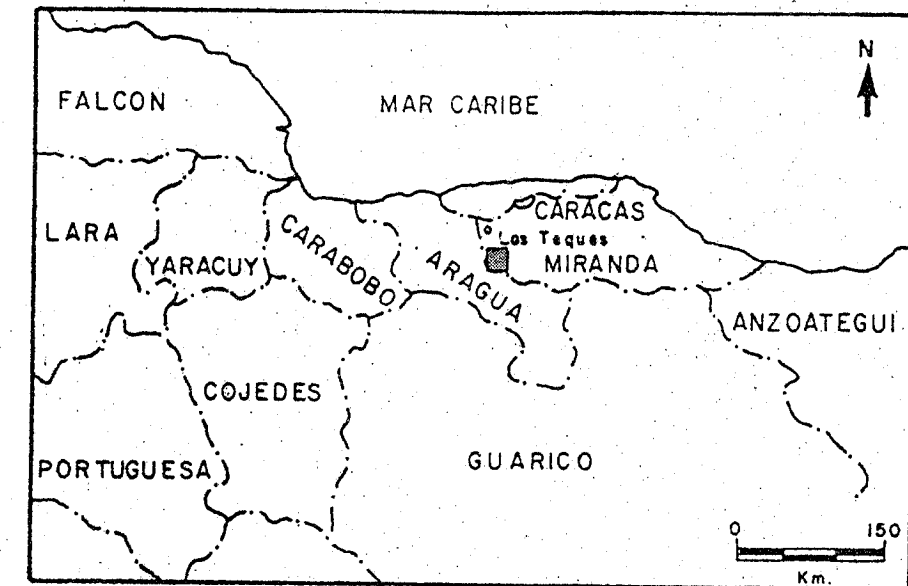 N
FALCON
MAR CARIBE
LARA
CARACAS
Los Teques
CARABOBO
YARACUY
ARAGUA
MIRANDA
ANZOATEGUI
COJEDES
GUARICO
PORTUGUESA
0 150
Km.